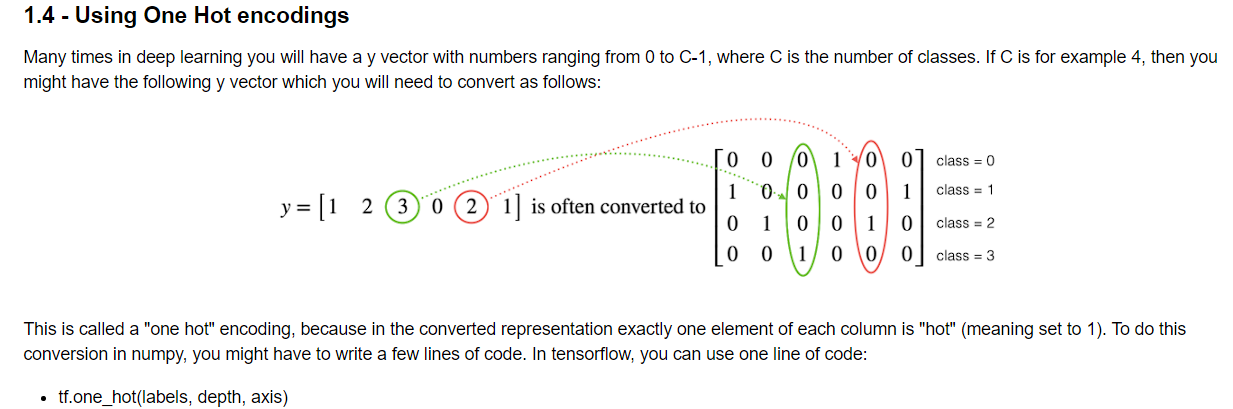 1.4 - Using One Hot encodings
Many times in deep learning you will have a y vector with numbers ranging from 0 to C-1, where C is the number of classes. If C is for example 4, then you
might have the following y vector which you will need to convert as follows:
y = [1 2 3 0 2 1] is often converted to
[0 0 0 1 0 0] class = 0
1 0 0 0 0 1 class = 1
0 1 0 0 1 0 class = 2
[0 0 1 0 0 0] class = 3
This is called a "one hot" encoding, because in the converted representation exactly one element of each column is "hot" (meaning set to 1). To do this
conversion in numpy, you might have to write a few lines of code. In tensorflow, you can use one line of code:
• tf.one_hot(labels, depth, axis)